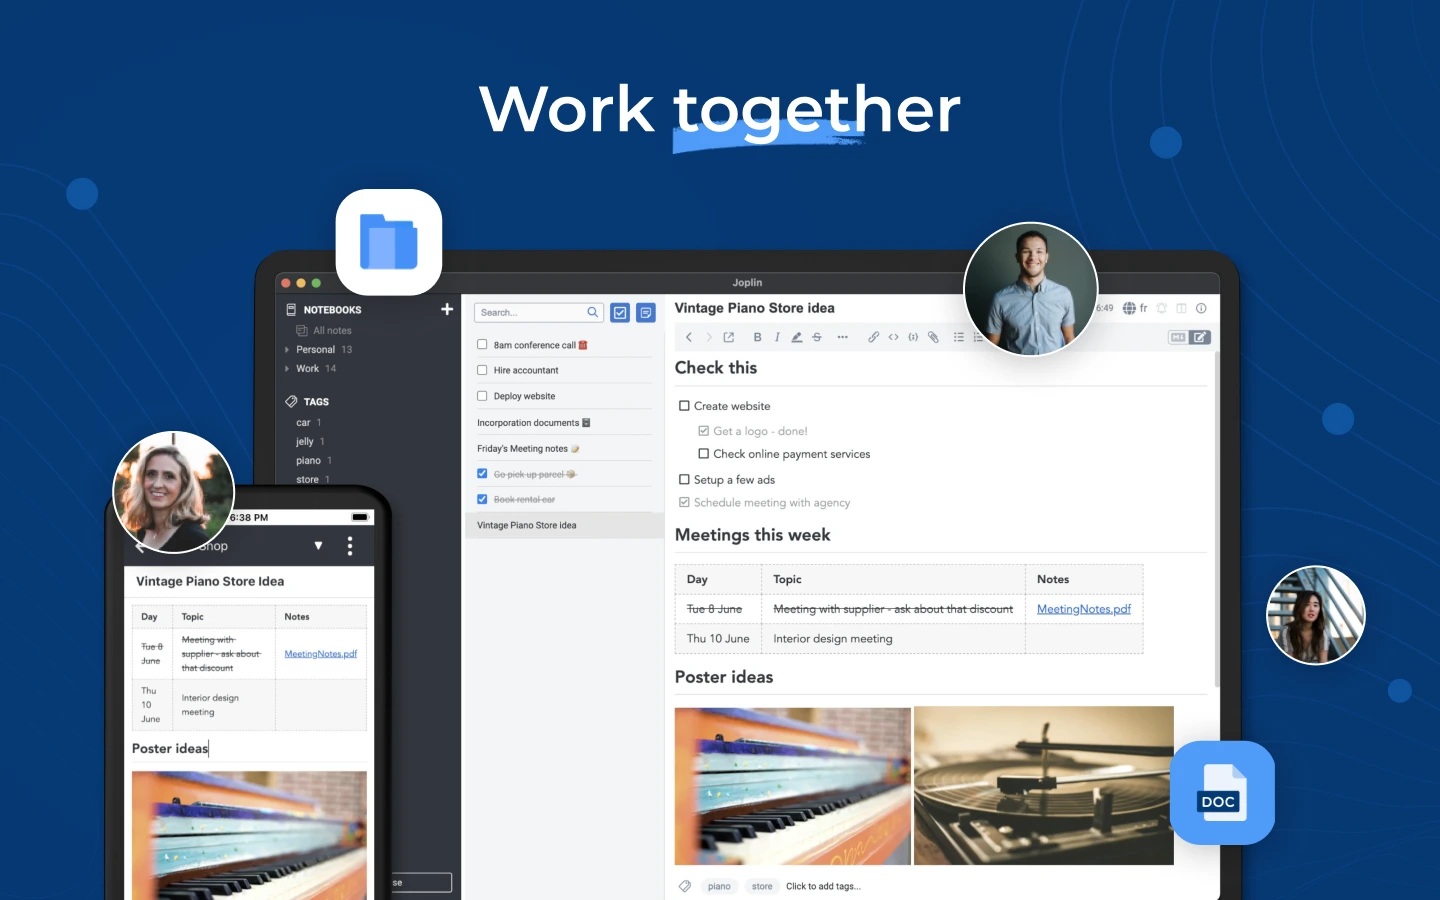 Work together
Joplin
NOTEBOOKS
All notes
Personal 13
Work 14
TAGS
car 1
jelly 1
piano 1
store 1
se
Search...
8am conference call ☎️
Hire accountant
Deploy website
Incorporation documents 🗄️
Friday's Meeting notes
Go pick up parcel 📦
Book rental car
Vintage Piano Store idea
Vintage Piano Store idea
6:49
fr
B I S
Check this
Create website
Get a logo - done!
Check online payment services
Setup a few ads
Schedule meeting with agency
Meetings this week
Day Topic Notes
Tue 8 June Meeting with supplier - ask about that discount MeetingNotes.pdf
Thu 10 June Interior design meeting
Poster ideas
piano store Click to add tags...
6:38 PM
Shop
Vintage Piano Store Idea
Day Topic Notes
Tue 8
June
Meeting with
supplier - ask about
that discount
MeetingNotes.pdf
Thu
10
June
Interior design
meeting
Poster ideas
DOC